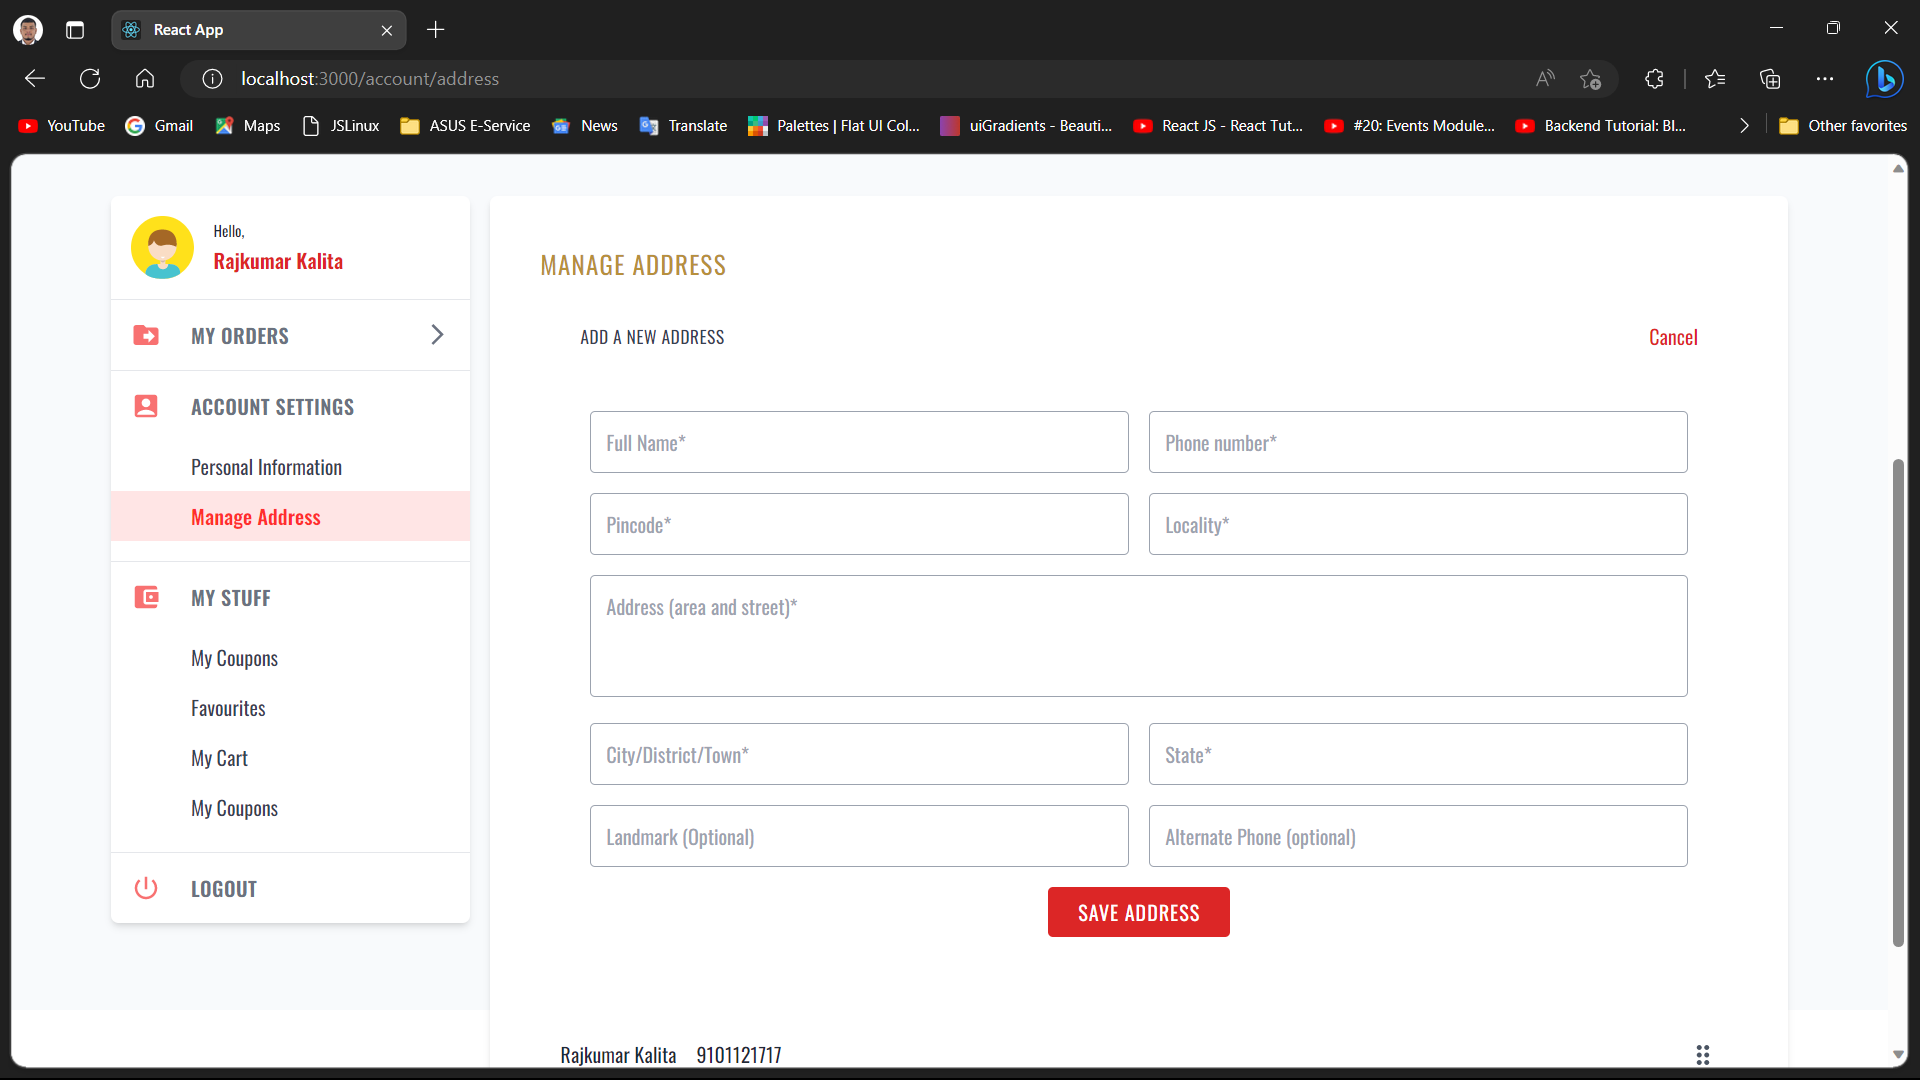 React App
localhost:3000/account/address
YouTube Gmail Maps JSLinux ASUS E-Service News Translate Palettes | Flat UI Col... uiGradients - Beauti... React JS - React Tut... #20: Events Module... Backend Tutorial: Bl... Other favorites
Hello,
Rajkumar Kalita
MY ORDERS
ACCOUNT SETTINGS
Personal Information
Manage Address
MY STUFF
My Coupons
Favourites
My Cart
My Coupons
LOGOUT
MANAGE ADDRESS
ADD A NEW ADDRESS Cancel
Full Name* Phone number*
Pincode* Locality*
Address (area and street)*
City/District/Town* State*
Landmark (Optional) Alternate Phone (optional)
SAVE ADDRESS
Rajkumar Kalita 9101121717